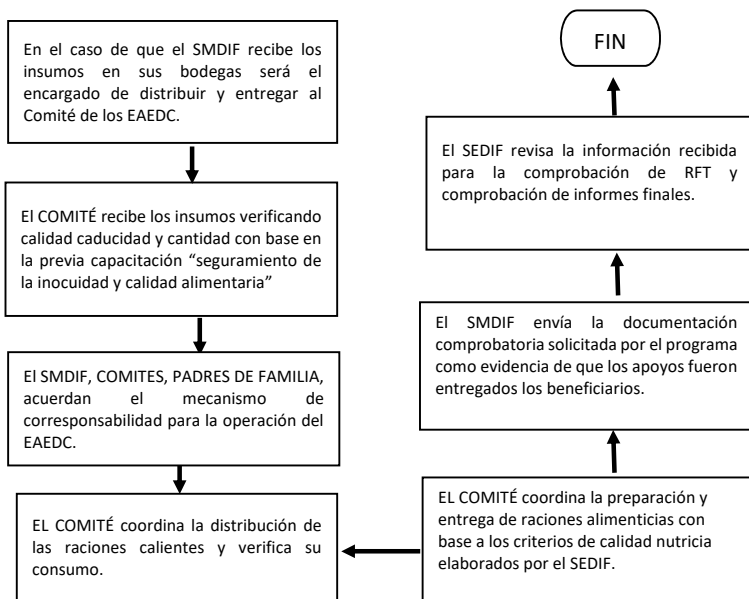 En el caso de que el SMDIF recibe los
insumos en sus bodegas será el
encargado de distribuir y entregar al
Comité de los EAEDC.
El COMITÉ recibe los insumos verificando
calidad caducidad y cantidad con base en
la previa capacitación “seguramiento de
la inocuidad y calidad alimentaria”
El SMDIF, COMITES, PADRES DE FAMILIA,
acuerdan el mecanismo de
corresponsabilidad para la operación del
EAEDC.
EL COMITÉ coordina la distribución de
las raciones calientes y verifica su
consumo.
FIN
El SEDIF revisa la información recibida
para la comprobación de RFT y
comprobación de informes finales.
El SMDIF envía la documentación
comprobatoria solicitada por el programa
como evidencia de que los apoyos fueron
entregados los beneficiarios.
EL COMITÉ coordina la preparación y
entrega de raciones alimenticias con
base a los criterios de calidad nutricia
elaborados por el SEDIF.